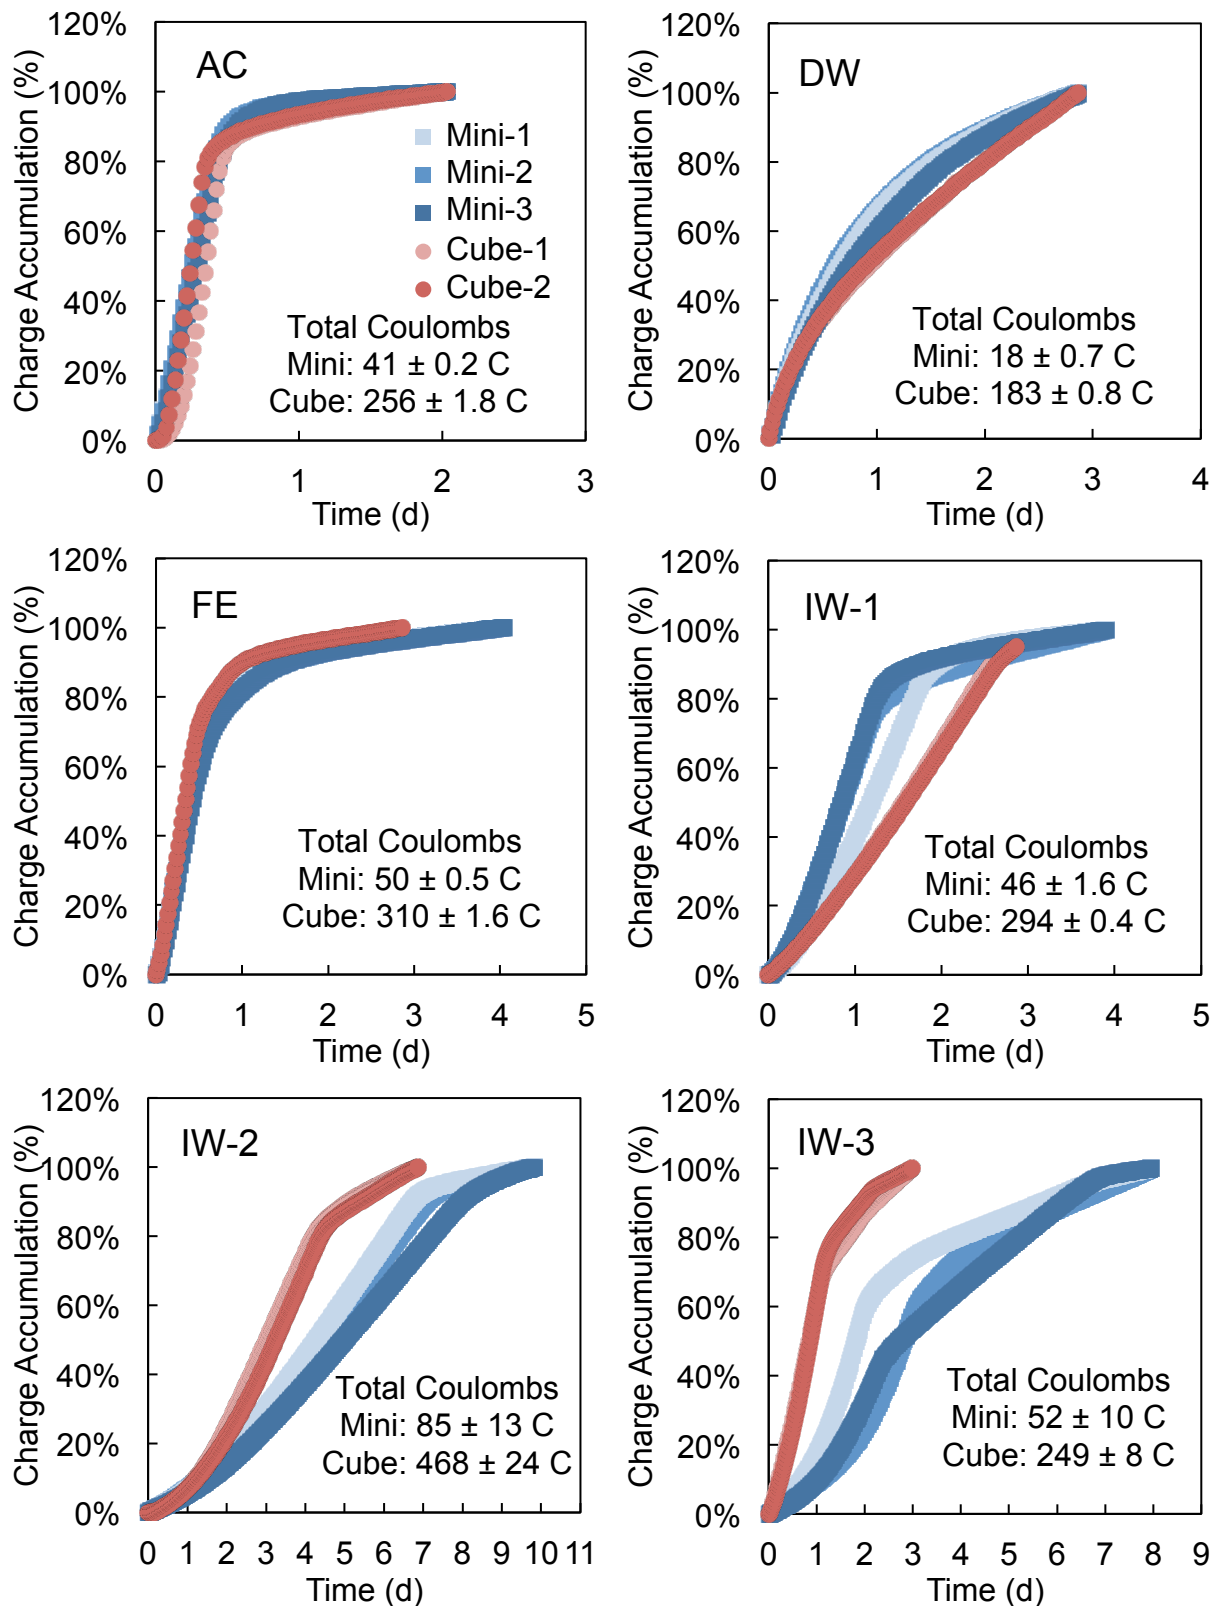 Charge Accumulation (%)
120%
100%
80%
60%
40%
20%
0%
AC
Mini-1
Mini-2
Mini-3
Cube-1
Cube-2
Total Coulombs
Mini: 41 ± 0.2 C
Cube: 256 ± 1.8 C
0 1 2 3
Time (d)
Charge Accumulation (%)
120%
100%
80%
60%
40%
20%
0%
DW
Total Coulombs
Mini: 18 ± 0.7 C
Cube: 183 ± 0.8 C
0 1 2 3 4
Time (d)
Charge Accumulation (%)
120%
100%
80%
60%
40%
20%
0%
FE
Total Coulombs
Mini: 50 ± 0.5 C
Cube: 310 ± 1.6 C
0 1 2 3 4 5
Time (d)
Charge Accumulation (%)
120%
100%
80%
60%
40%
20%
0%
IW-1
Total Coulombs
Mini: 46 ± 1.6 C
Cube: 294 ± 0.4 C
0 1 2 3 4 5
Time (d)
Charge Accumulation (%)
120%
100%
80%
60%
40%
20%
0%
IW-2
Total Coulombs
Mini: 85 ± 13 C
Cube: 468 ± 24 C
0 1 2 3 4 5 6 7 8 9 10 11
Time (d)
Charge Accumulation (%)
120%
100%
80%
60%
40%
20%
0%
IW-3
Total Coulombs
Mini: 52 ± 10 C
Cube: 249 ± 8 C
0 1 2 3 4 5 6 7 8 9
Time (d)